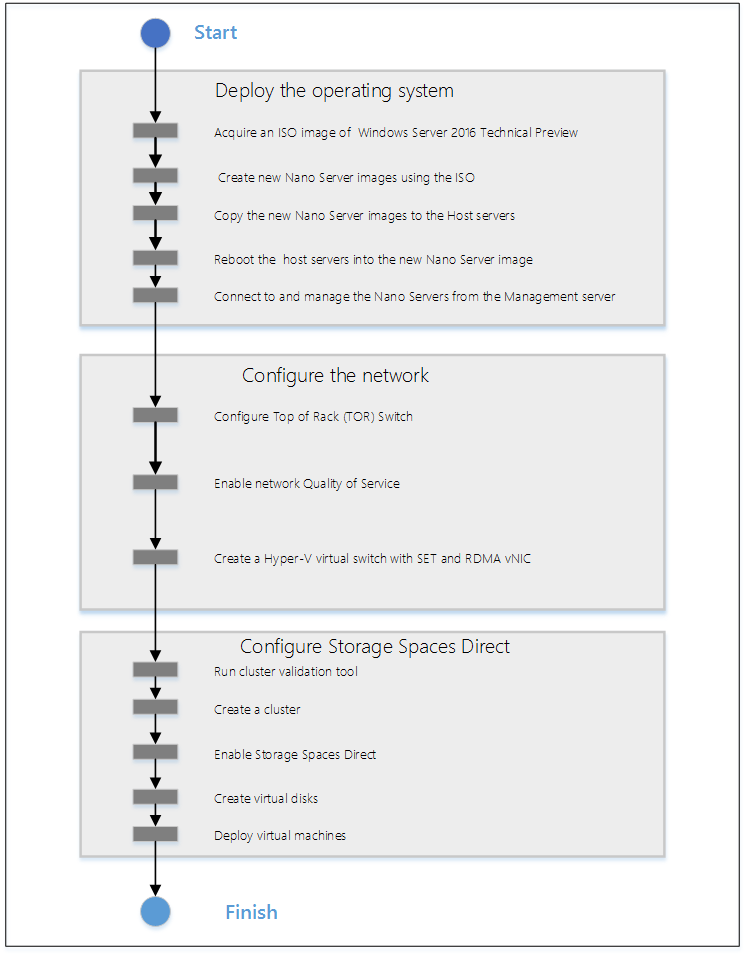 Start
Deploy the operating system
Acquire an ISO image of Windows Server 2016 Technical Preview
Create new Nano Server images using the ISO
Copy the new Nano Server images to the Host servers
Reboot the host servers into the new Nano Server image
Connect to and manage the Nano Servers from the Management server
Configure the network
Configure Top of Rack (TOR) Switch
Enable network Quality of Service
Create a Hyper-V virtual switch with SET and RDMA vNIC
Configure Storage Spaces Direct
Run cluster validation tool
Create a cluster
Enable Storage Spaces Direct
Create virtual disks
Deploy virtual machines
Finish